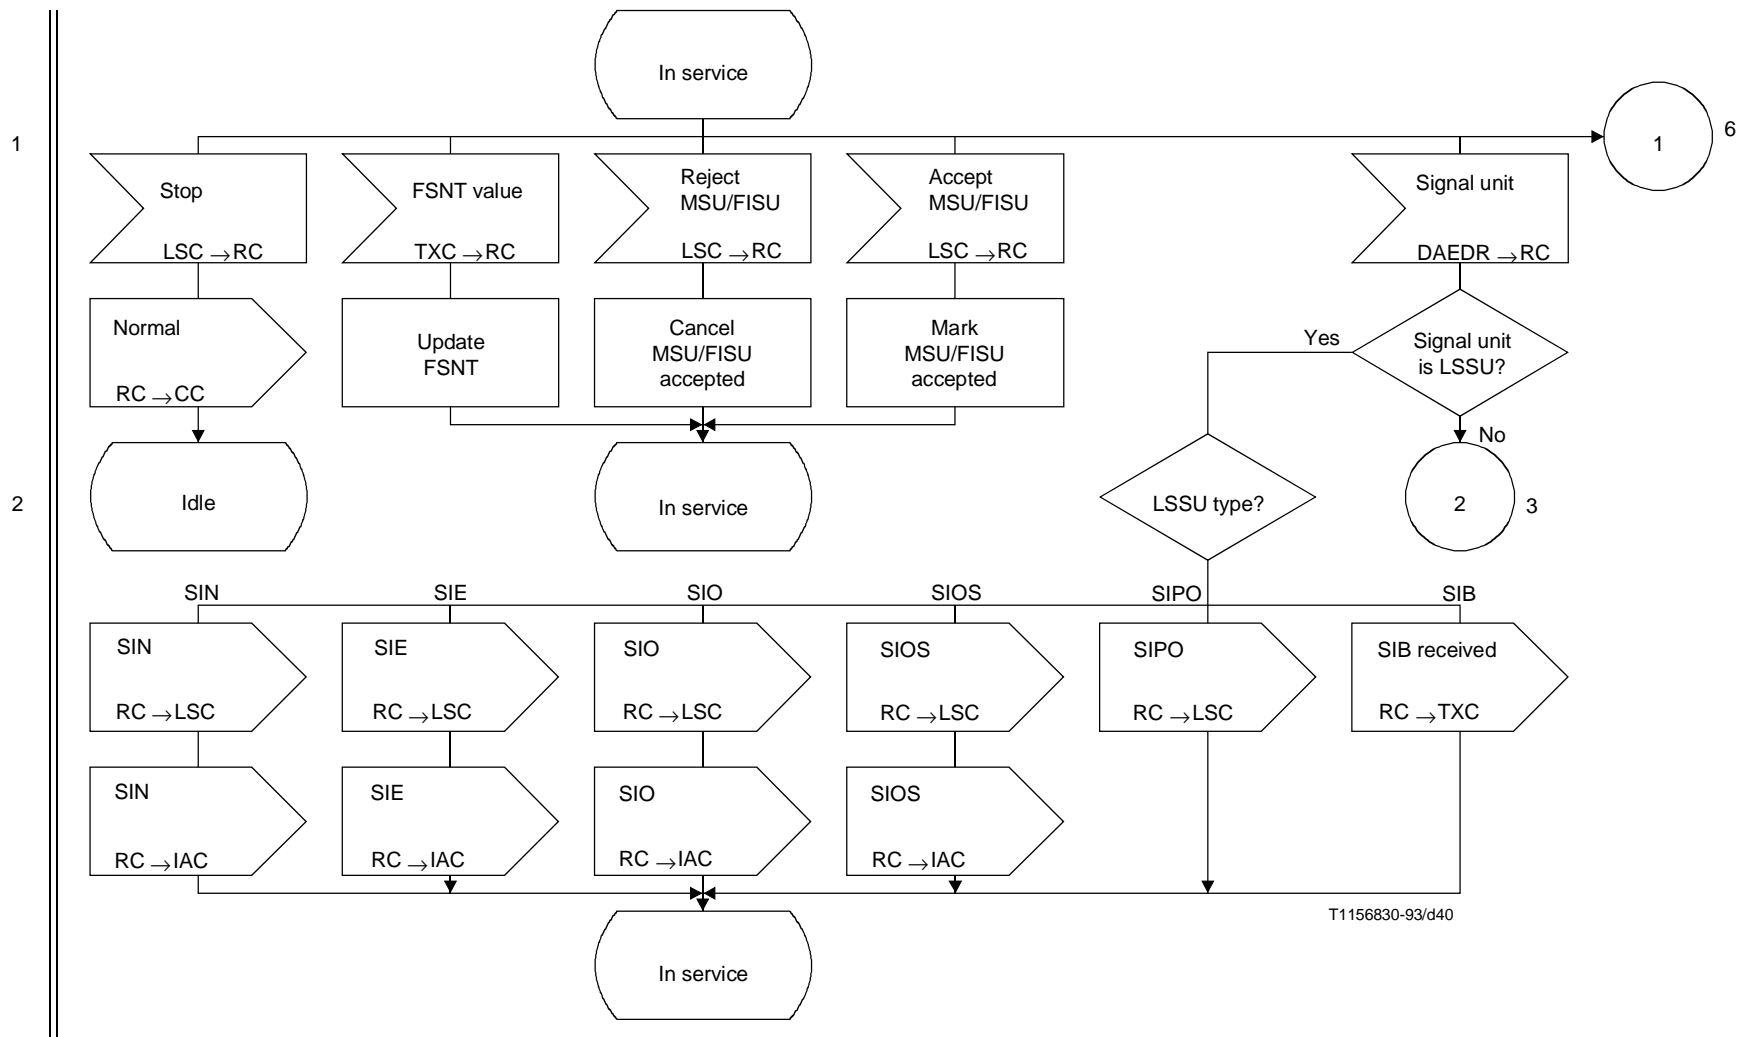 In service
1
6
1
Stop
LSC → RC
FSNT value
TXC → RC
Reject
MSU/FISU
LSC → RC
Accept
MSU/FISU
LSC → RC
Signal unit
DAEDR → RC
Normal
RC → CC
Update
FSNT
Cancel
MSU/FISU
accepted
Mark
MSU/FISU
accepted
Yes
Signal unit
is LSSU?
No
2
Idle
In service
LSSU type?
2
3
SIN
SIE
SIO
SIOS
SIPO
SIB
SIN
RC → LSC
SIE
RC → LSC
SIO
RC → LSC
SIOS
RC → LSC
SIPO
RC → LSC
SIB received
RC → TXC
SIN
RC → IAC
SIE
RC → IAC
SIO
RC → IAC
SIOS
RC → IAC
T1156830-93/d40
In service